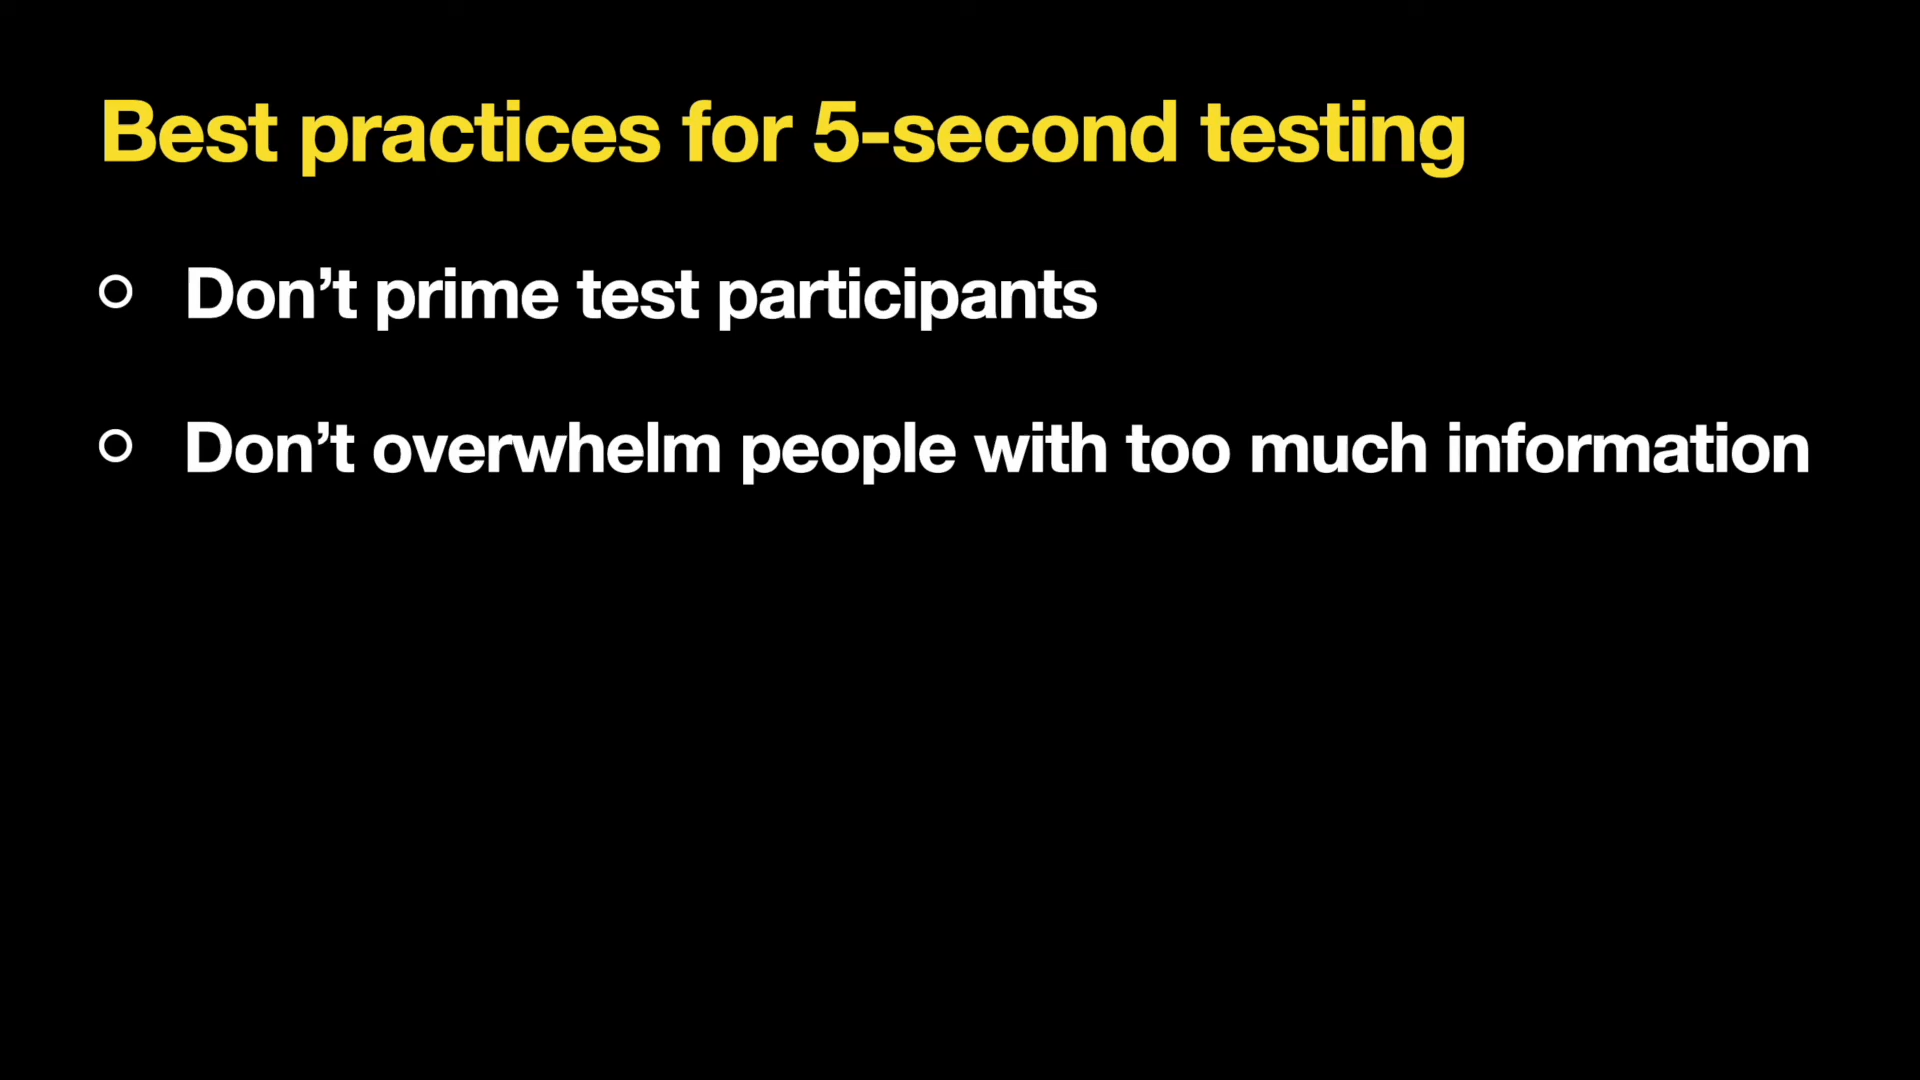 Best practices for 5-second testing
Don’t prime test participants
Don’t overwhelm people with too much information